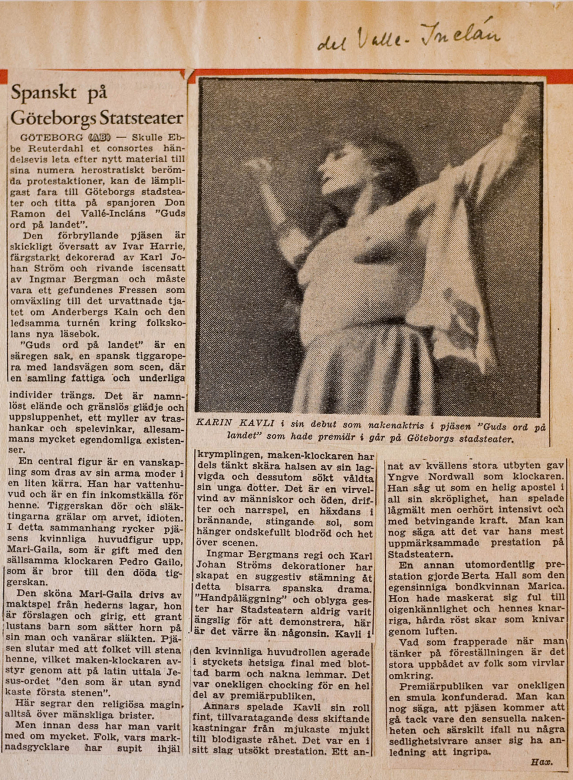 del Valle-Inclán
Spanskt på
Göteborgs Statsteater
GÖTEBORG (AB) — Skulle Eb-
be Reuterdahl et consortes hän-
delsevis leta efter nytt material till
sina numera herostratiskt beröm-
da protestaktioner, kan de lämpli-
gast fara till Göteborgs stadstea-
ter och titta på spanjoren Don
Ramon del Vallé-Incláns "Guds
ord på landet".
Den förbryllande pjäsen är
skickligt översatt av Ivar Harrie,
färgstarkt dekorerad av Karl Jo-
han Ström och rivande iscensatt
av Ingmar Bergman och måste
vara ett gefundenes Fressen som
omväxling till det urvattnade tja-
tet om Anderbergs Kain och den
ledsamma turnén kring folksko-
lans nya läsebok.
"Guds ord på landet" är en
säregen sak, en spansk tiggarope-
ra med landsvägen som scen, där
en samling fattiga och underliga
individer trängs. Det är namn-
löst elände och gränslös glädje och
uppsluppenhet, ett myller av tras-
hankar och spelevinkar, allesam-
mans mycket egendomliga existen-
ser.
En central figur är en vanskap-
ling som dras av sin arma moder i
en liten kärra. Han har vattenhu-
vud och är en fin inkomstkälla för
henne. Tiggerskan dör och släk-
tingarna grälar om arvet, idioten.
I detta sammanhang rycker pjä-
sens kvinnliga huvudfigur upp,
Mari-Gaila, som är gift med den
sällsamma klockaren Pedro Gailo,
som är bror till den döda tig-
gerskan.
Den sköna Mari-Gaila drivs av
maktspel från hederns lagar, hon
är förslagen och girig, ett grant
lustans barn som sätter horn på
sin man och vanärar släkten. Pjä-
sen slutar med att folket vill stena
henne, vilket maken-klockaren av-
styr genom att på latin uttala Je-
sus-ordet "den som är utan synd
kaste första stenen".
Här segrar den religiösa magin
alltså över mänskliga brister.
Men innan dess har man varit
med om mycket. Folk, vars mark-
nadsgycklare har supit ihjäl
KARIN KAVLI i sin debut som nakenaktris i pjäsen "Guds ord på
landet" som hade premiär i går på Göteborgs stadsteater.
krymplingen, maken-klockaren har
dels tänkt skära halsen av sin lag-
vigda och dessutom sökt våldta
sin unga dotter. Det är en virvel-
vind av människor och öden, drif-
ter och narrspel, en häxdans i
brännande, stingande sol, som
hänger ondskefullt blodröd och het
över scenen.
Ingmar Bergmans regi och Karl
Johan Ströms dekorationer har
skapat en suggestiv stämning åt
detta bisarra spanska drama.
"Handpåläggning" och oblyga ges-
ter har Stadsteatern aldrig varit
ängslig för att demonstrera, här
är det värre än någonsin. Kavli i
den kvinnliga huvudrollen agerade
i styckets hetsiga final med blot-
tad barm och nakna lemmar. Det
var onekligen chocking för en hel
del av premiärpubliken.
Annars spelade Kavli sin roll
fint, tillvaratagande dess skiftande
kastningar från mjukaste mjukt
till blodigaste råhet. Det var en i
sitt slag utsökt prestation. Ett an-
nat av kvällens stora utbyten gav
Yngve Nordwall som klockaren.
Han såg ut som en helig apostel i
all sin skröplighet, han spelade
lågmält men oerhört intensivt och
med betvingande kraft. Man kan
nog säga att det var hans mest
uppmärksammade prestation på
Stadsteatern.
En annan utomordentlig pre-
station gjorde Berta Hall som den
egensinniga bondkvinnan Marica.
Hon hade maskerat sig ful till
oigenkännlighet och hennes knar-
riga, hårda röst skar som knivar
genom luften.
Vad som frapperade när man
tänker på föreställningen är det
stora uppbådet av folk som virvlar
omkring.
Premiärpubliken var onekligen
en smula konfunderad. Man kan
nog säga, att pjäsen kommer att
gå tack vare den sensuella naken-
heten och särskilt ifall nu några
sedlighetsivrare anser sig ha an-
ledning att ingripa.
Hax.